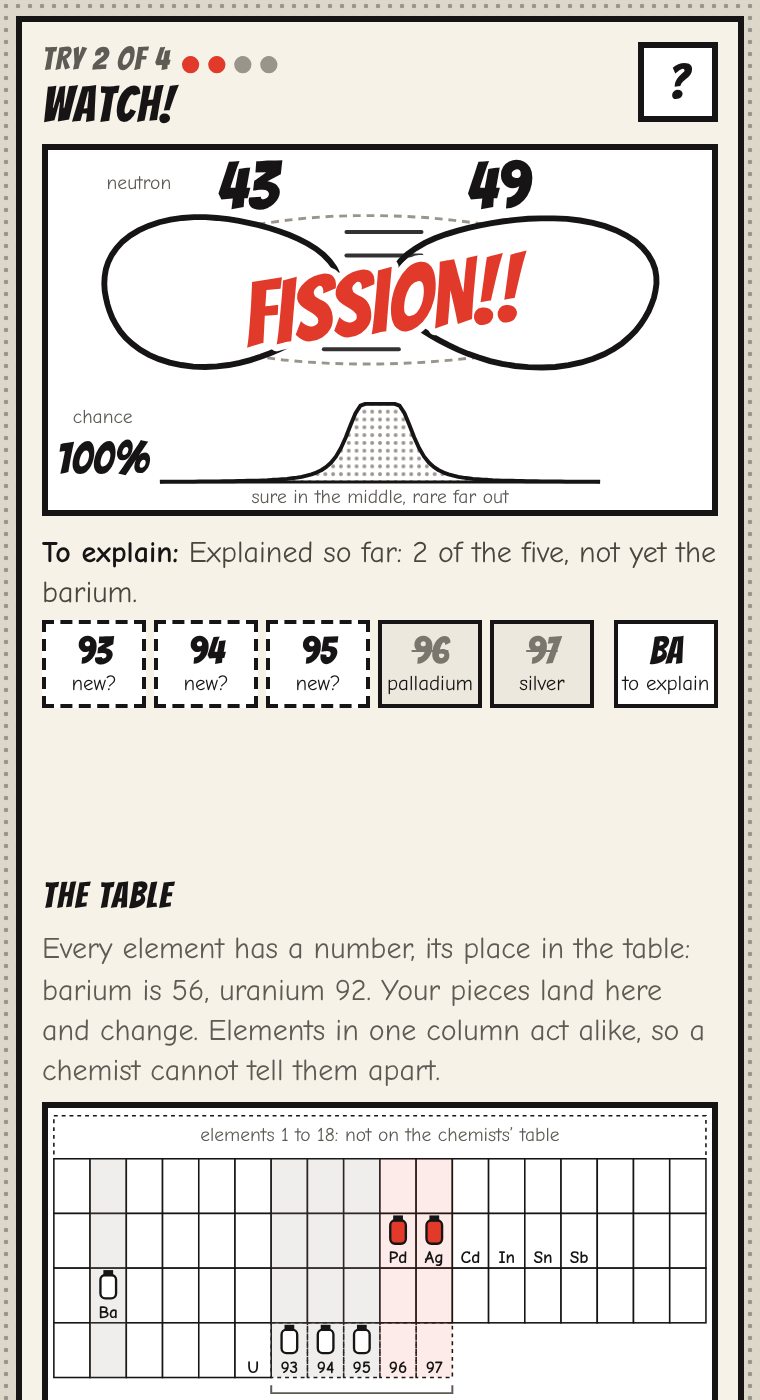 TRY 2 OF 4
WATCH!
?
neutron
43
49
FISSION!!
chance
100%
sure in the middle, rare far out
To explain: Explained so far: 2 of the five, not yet the
barium.
93
new?
94
new?
95
new?
96
palladium
97
silver
BA
to explain
THE TABLE
Every element has a number, its place in the table:
barium is 56, uranium 92. Your pieces land here
and change. Elements in one column act alike, so a
chemist cannot tell them apart.
elements 1 to 18: not on the chemists' table
Pd Ag Cd In Sn Sb
Ba
U 93 94 95 96 97